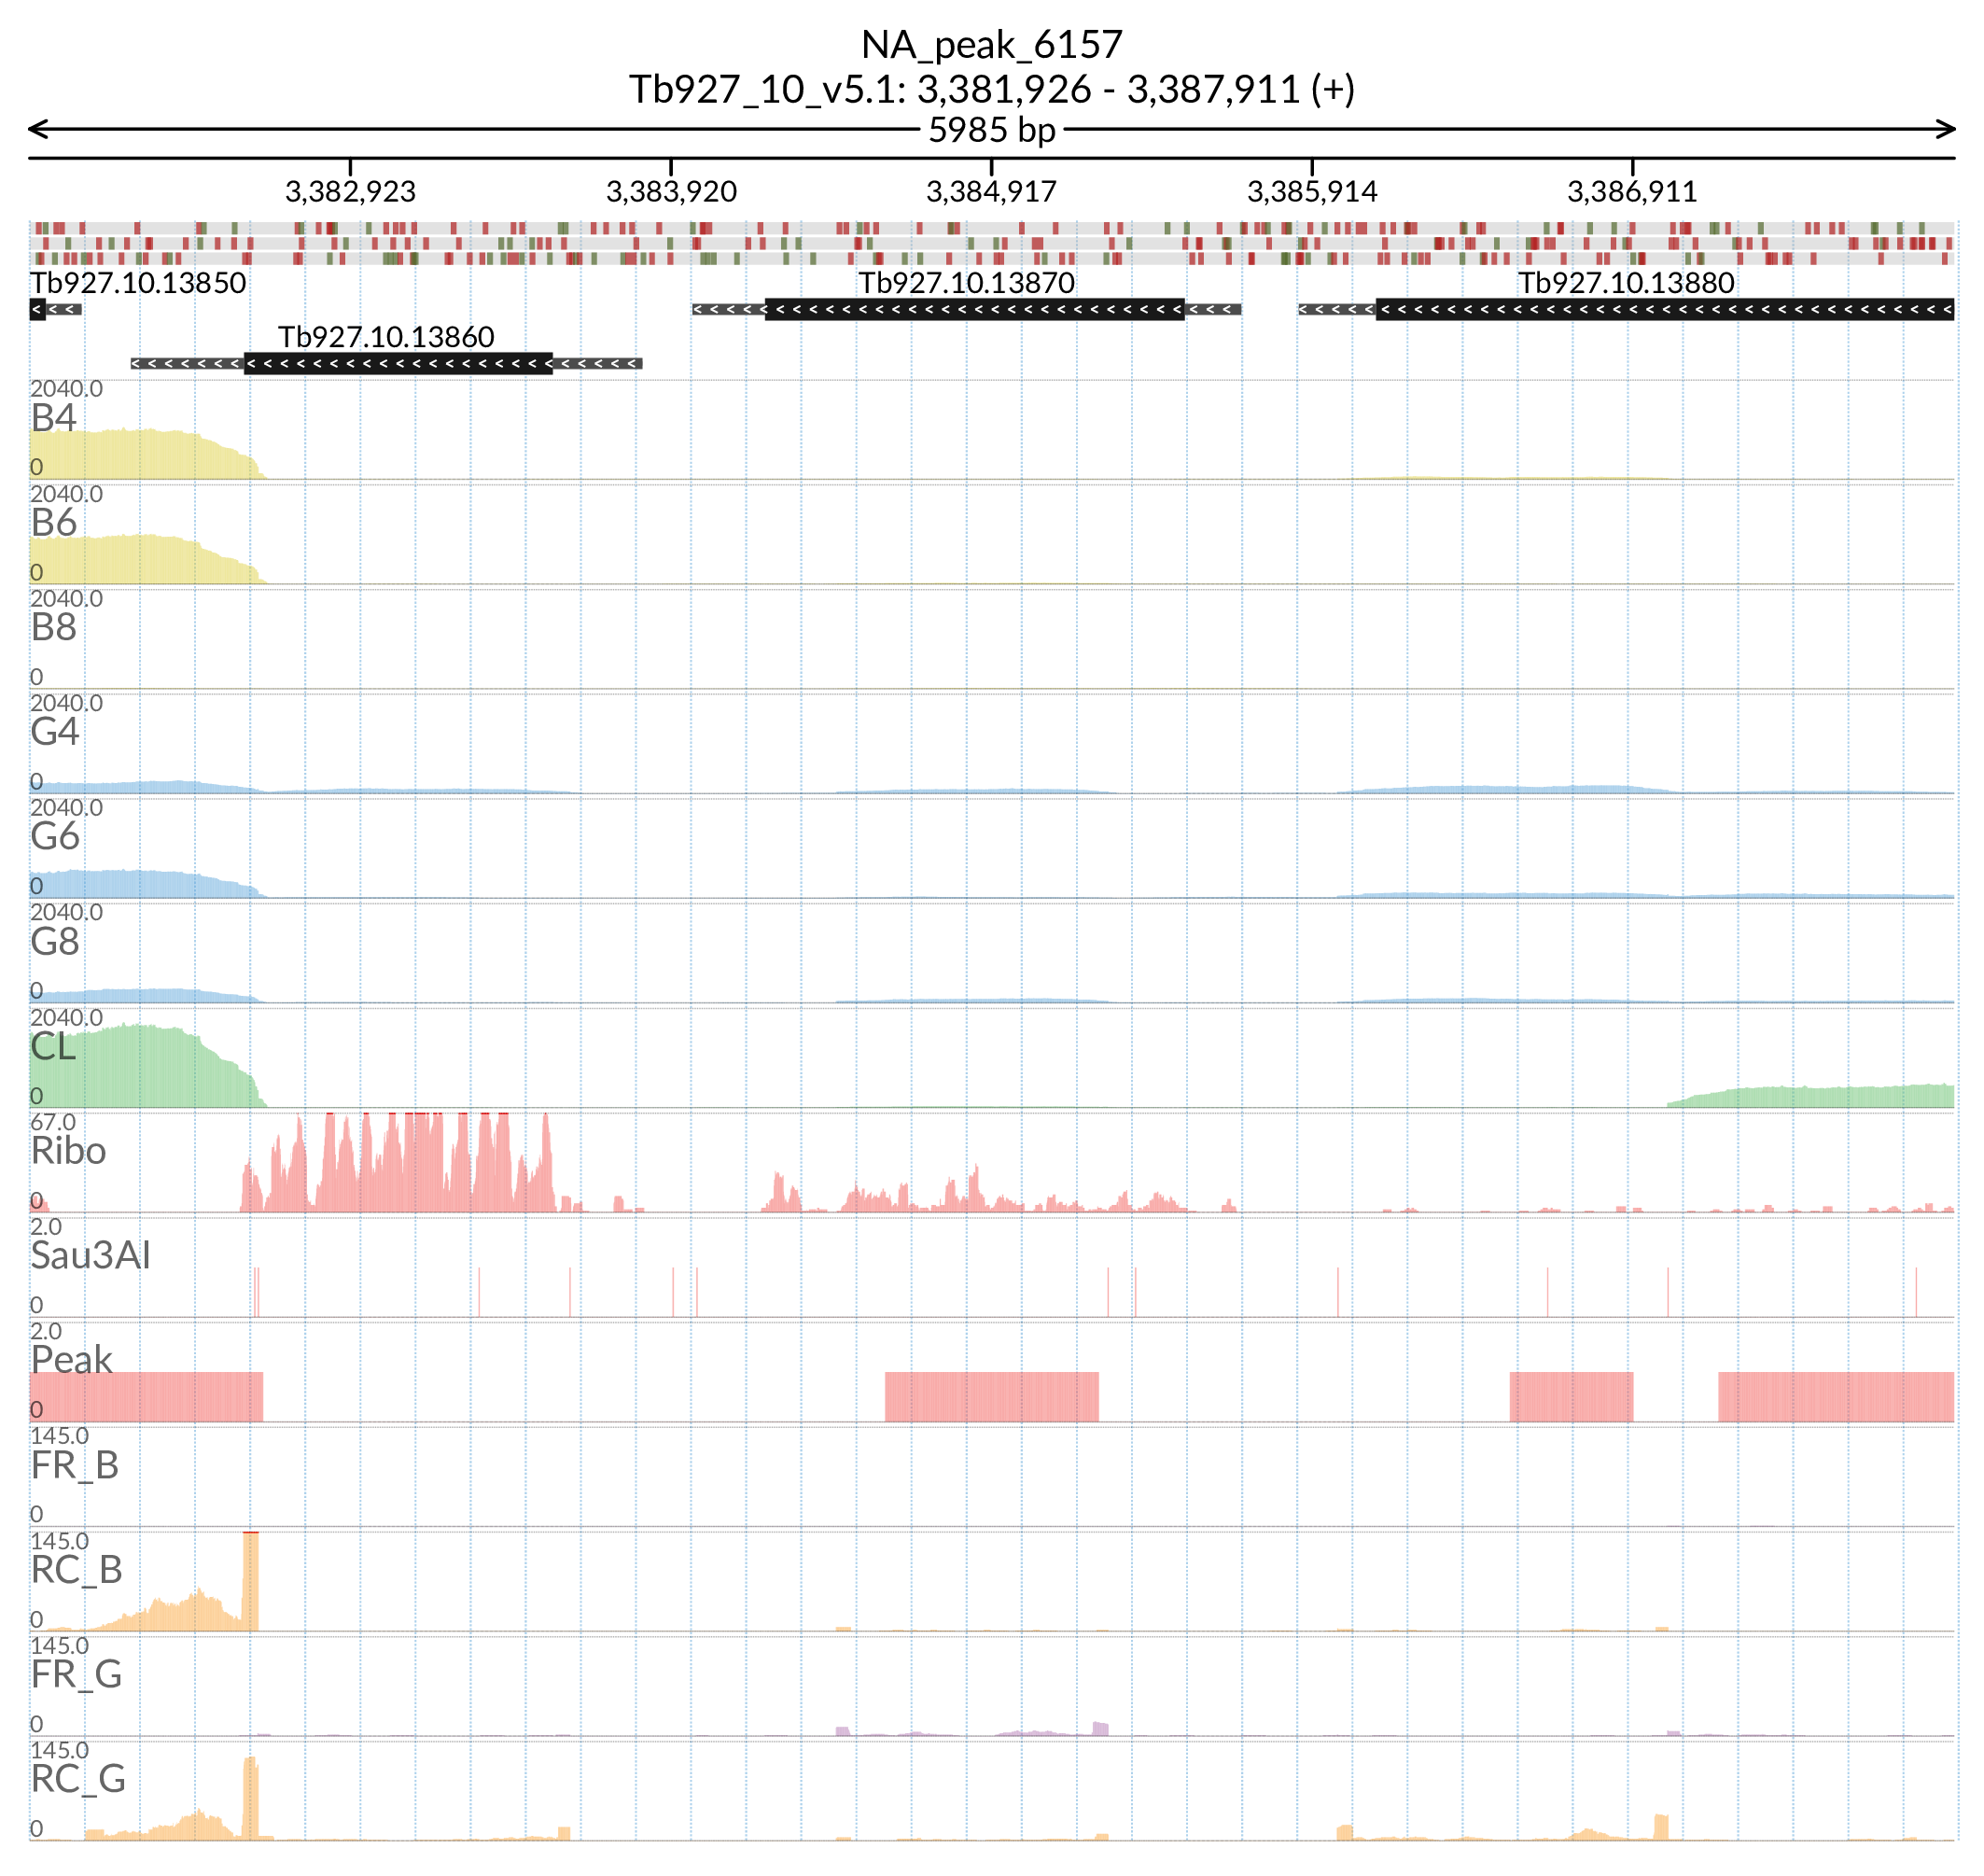 NA_peak_6157
Tb927_10_v5.1: 3,381,926 - 3,387,911 (+)
5985 bp
3,382,923 3,383,920 3,384,917 3,385,914 3,386,911
Tb927.10.13850 Tb927.10.13870 Tb927.10.13880
Tb927.10.13860
2040.0
B4
0
2040.0
B6
0
2040.0
B8
0
2040.0
G4
0
2040.0
G6
0
2040.0
G8
0
2040.0
CL
0
67.0
Ribo
0
2.0
Sau3AI
0
2.0
Peak
0
145.0
FR_B
0
145.0
RC_B
0
145.0
FR_G
0
145.0
RC_G
0